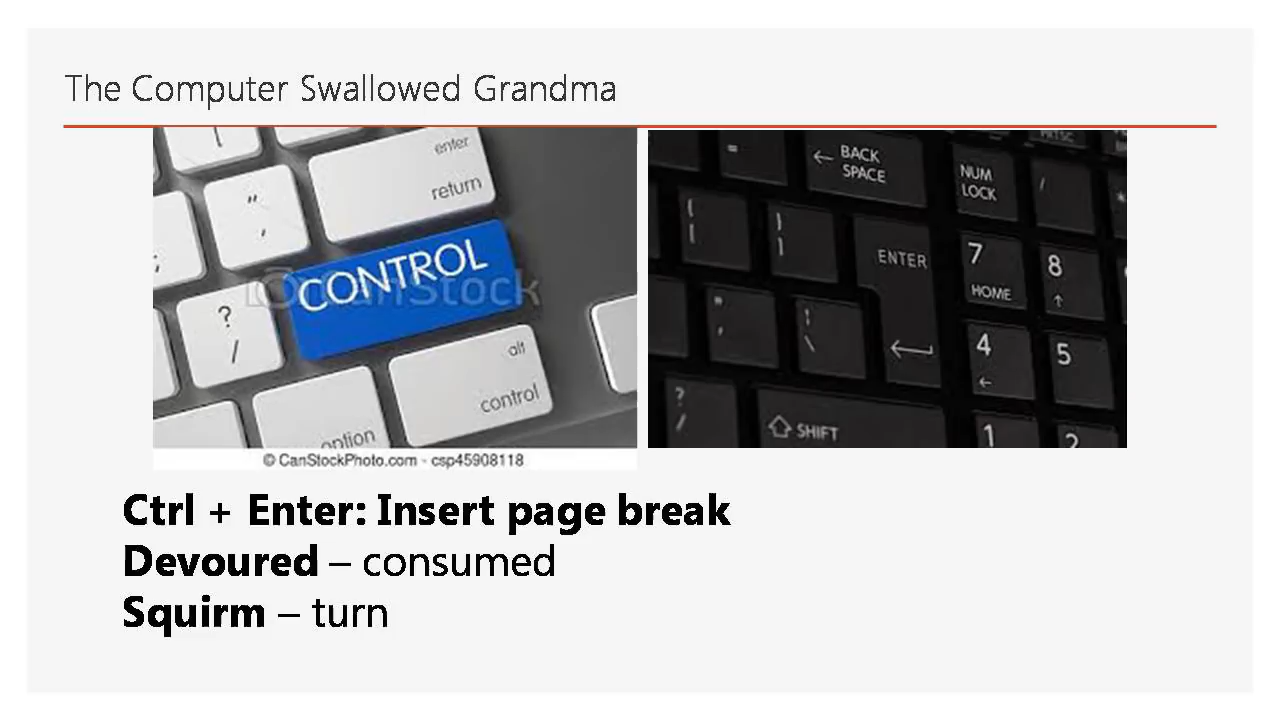 The Computer Swallowed Grandma
enter
return
"
,
CONTROL
CanStock
?
/
alt
control
option
© CanStockPhoto.com - csp45908118
=
← BACK
SPACE
NUM
LOCK
/
*
{
[
}
]
ENTER
7
HOME
8
↑
"
,
4
←
5
?
/
SHIFT
1
2
Ctrl + Enter: Insert page break
Devoured – consumed
Squirm – turn